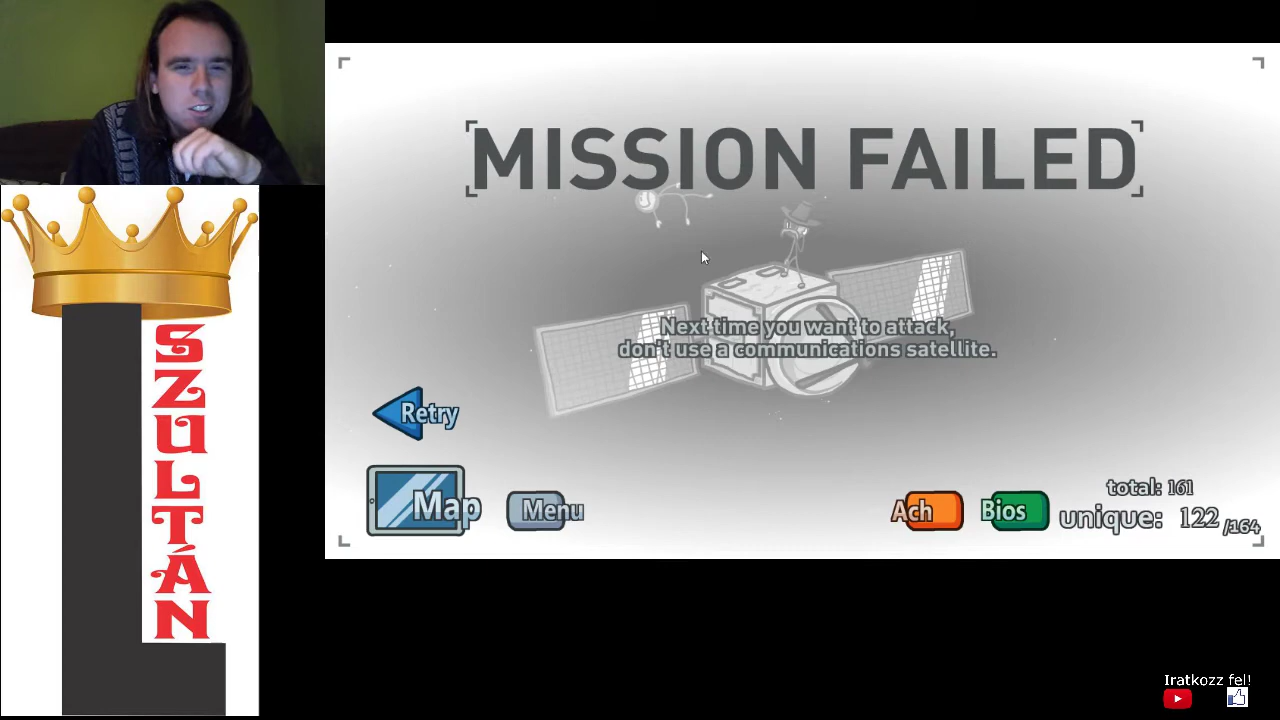 MISSION FAILED
Next time you want to attack,
don't use a communications satellite.
Retry
Map
Menu
Ach
Bios
total: 161
unique: 122 /164
SZULTÁN
Iratkozz fel!